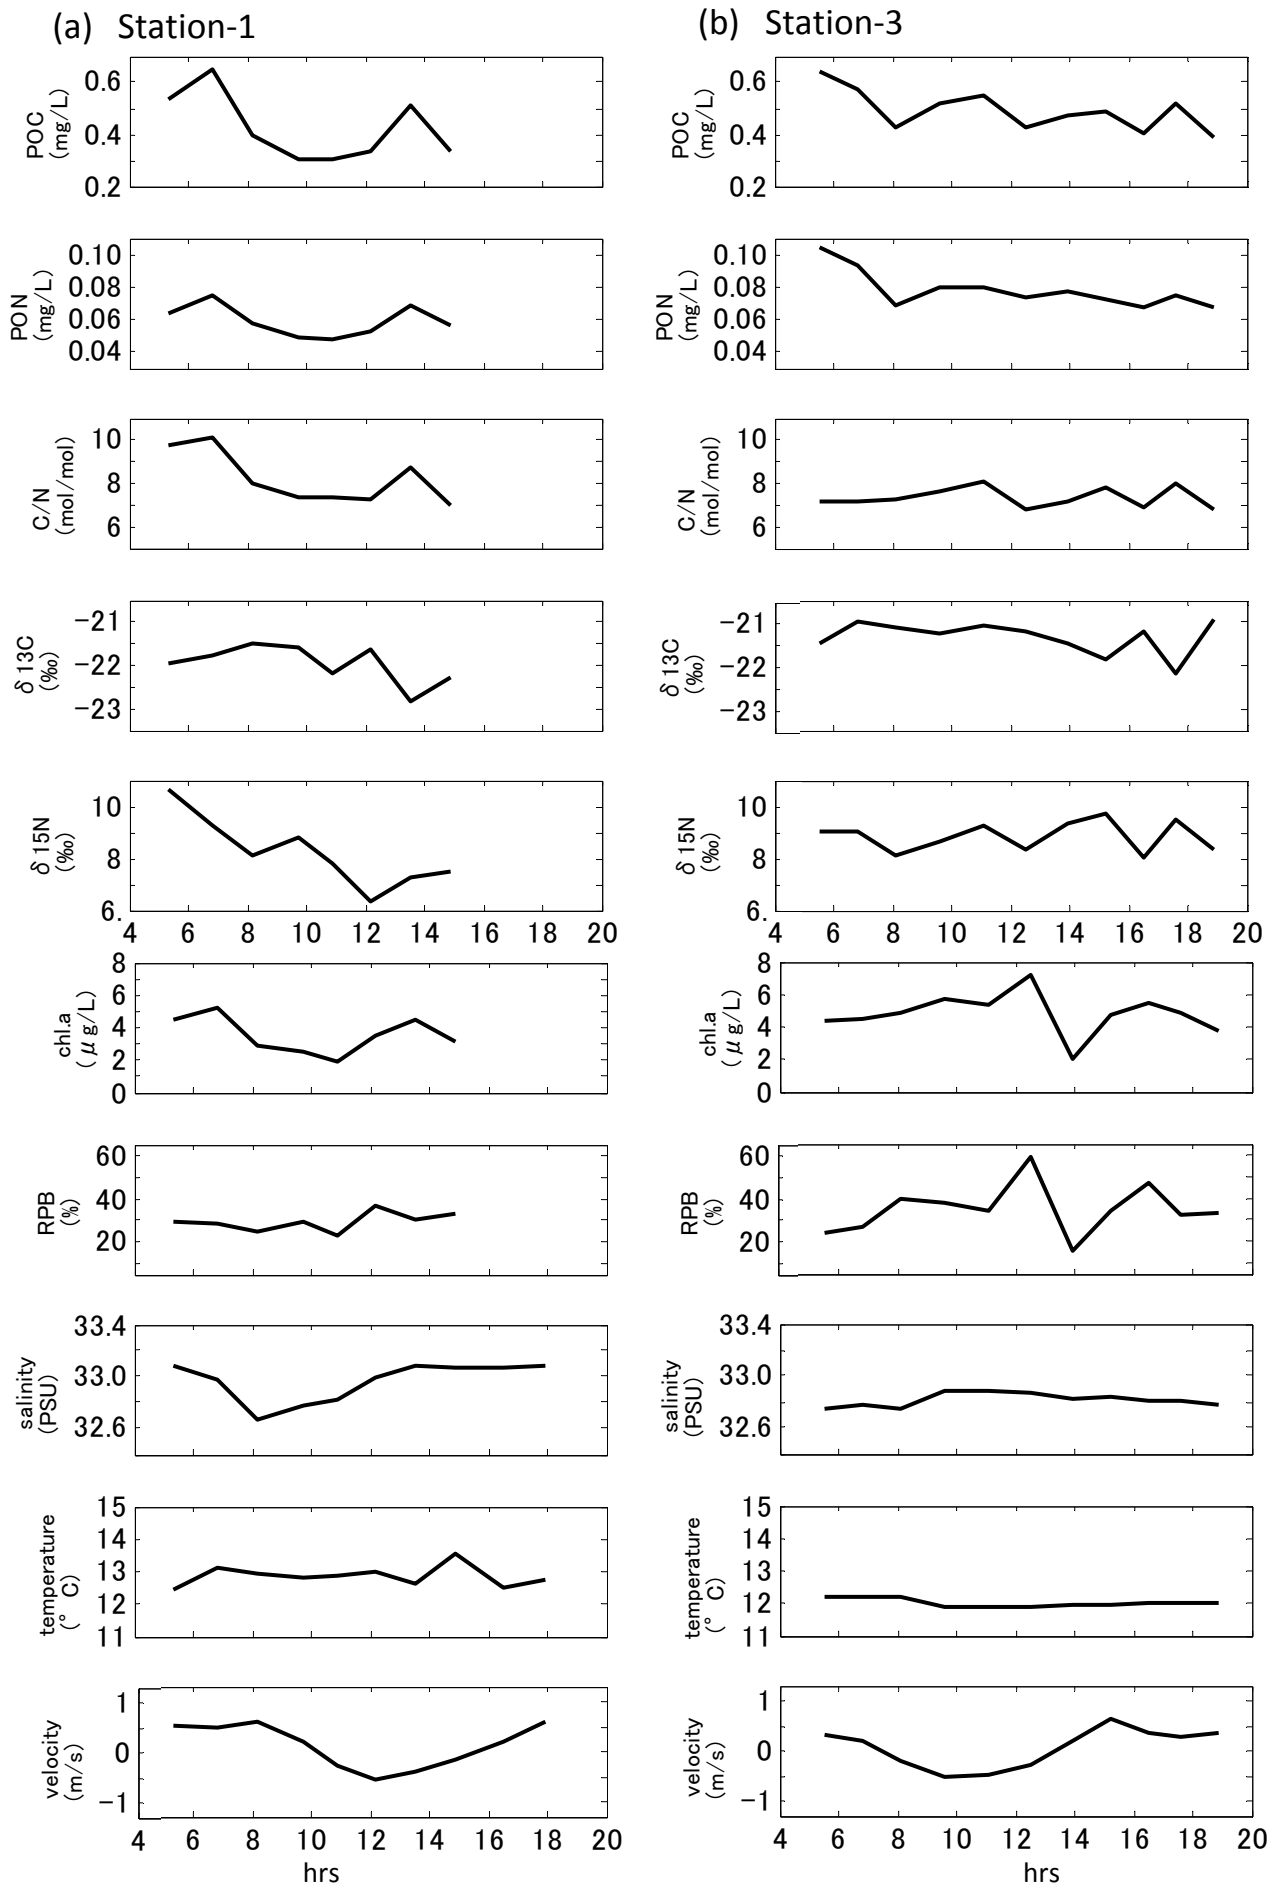 (a) Station-1
(b) Station-3
POC
(mg/L)
0.6
0.4
0.2
POC
(mg/L)
0.6
0.4
0.2
PON
(mg/L)
0.10
0.08
0.06
0.04
PON
(mg/L)
0.10
0.08
0.06
0.04
C/N
(mol/mol)
10
8
6
C/N
(mol/mol)
10
8
6
δ13C
(‰)
−21
−22
−23
δ13C
(‰)
−21
−22
−23
δ15N
(‰)
10
8
6.
4 6 8 10 12 14 16 18 20
δ15N
(‰)
10
8
6.
4 6 8 10 12 14 16 18 20
chl.a
(μg/L)
8
6
4
2
0
chl.a
(μg/L)
8
6
4
2
0
RPB
(%)
60
40
20
RPB
(%)
60
40
20
salinity
(PSU)
33.4
33.0
32.6
salinity
(PSU)
33.4
33.0
32.6
temperature
(° C)
15
14
13
12
11
temperature
(° C)
15
14
13
12
11
velocity
(m/s)
1
0
−1
4 6 8 10 12 14 16 18 20
hrs
velocity
(m/s)
1
0
−1
4 6 8 10 12 14 16 18 20
hrs